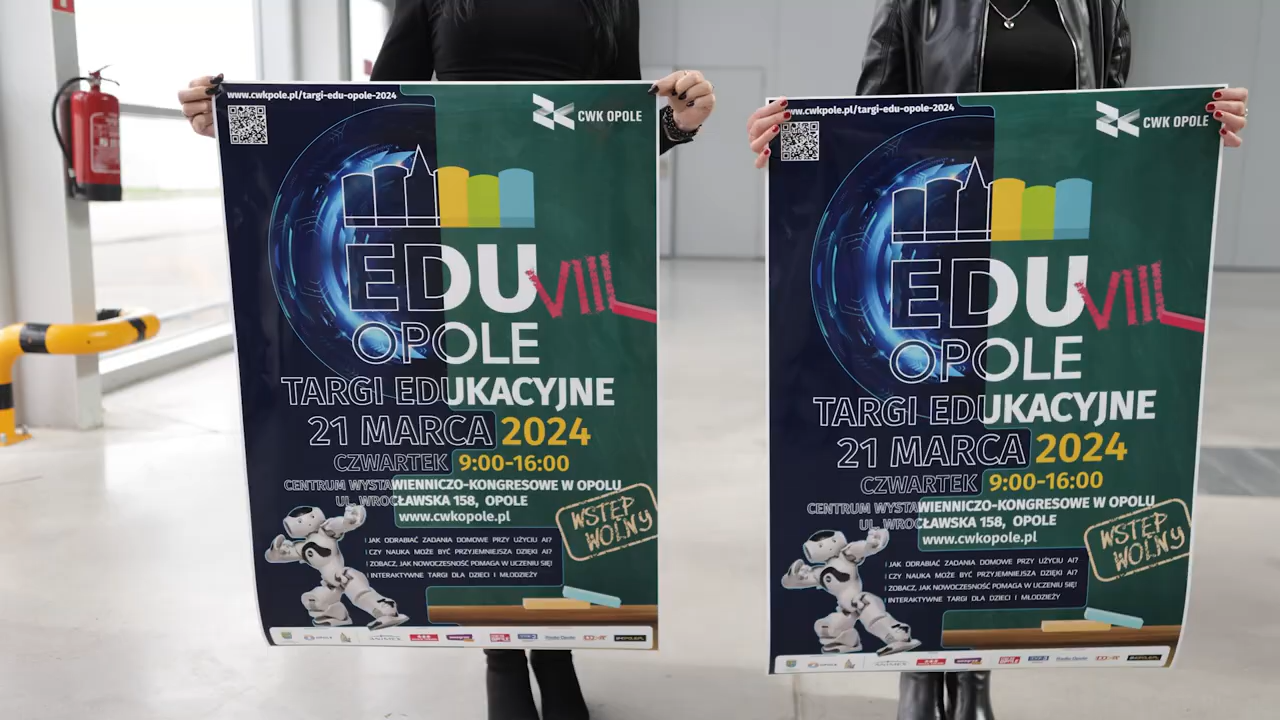 www.cwkpole.pl/targi-edu-opole-2024
CWK OPOLE
EDU VIII
OPOLE
TARGI EDUKACYJNE
21 MARCA 2024
CZWARTEK 9:00-16:00
CENTRUM WYSTAWIENNICZO-KONGRESOWE W OPOLU
UL. WROCŁAWSKA 158, OPOLE
www.cwkopole.pl
WSTĘP
WOLNY
JAK ODRABIAĆ ZADANIA DOMOWE PRZY UŻYCIU AI?
CZY NAUKA MOŻE BYĆ PRZYJEMNIEJSZA DZIĘKI AI?
ZOBACZ, JAK NOWOCZESNOŚĆ POMAGA W UCZENIU SIĘ!
INTERAKTYWNE TARGI DLA DZIECI I MŁODZIEŻY
www.cwkpole.pl/targi-edu-opole-2024
CWK OPOLE
EDU VIII
OPOLE
TARGI EDUKACYJNE
21 MARCA 2024
CZWARTEK 9:00-16:00
CENTRUM WYSTAWIENNICZO-KONGRESOWE W OPOLU
UL. WROCŁAWSKA 158, OPOLE
www.cwkopole.pl
WSTĘP
WOLNY
JAK ODRABIAĆ ZADANIA DOMOWE PRZY UŻYCIU AI?
CZY NAUKA MOŻE BYĆ PRZYJEMNIEJSZA DZIĘKI AI?
ZOBACZ, JAK NOWOCZESNOŚĆ POMAGA W UCZENIU SIĘ!
INTERAKTYWNE TARGI DLA DZIECI I MŁODZIEŻY